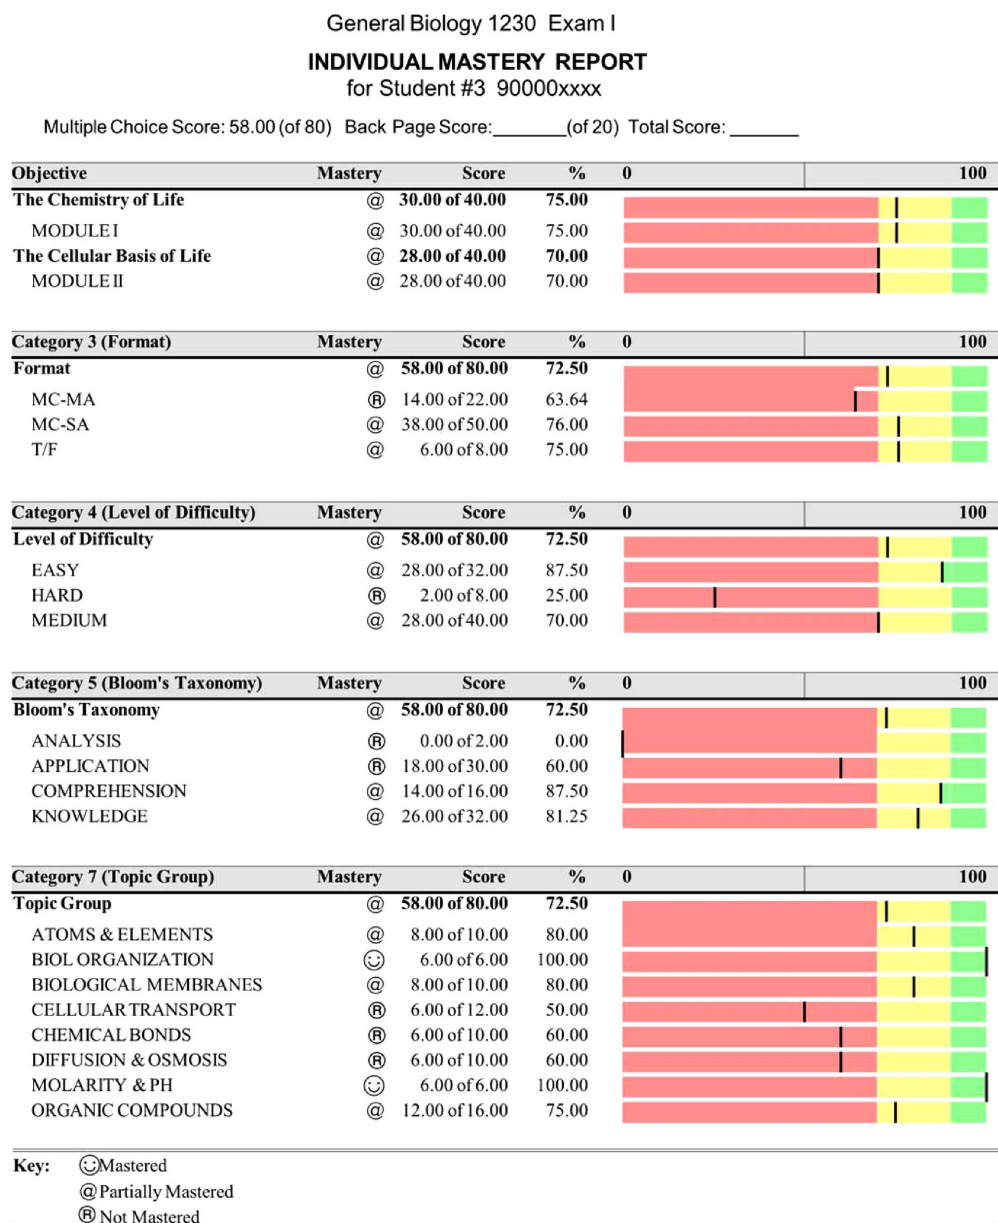 General Biology 1230 Exam I
INDIVIDUAL MASTERY REPORT
for Student #3 90000xxxx
Multiple Choice Score: 58.00 (of 80) Back Page Score:_______(of 20) Total Score: _______
Objective Mastery Score % 0 100
The Chemistry of Life @ 30.00 of 40.00 75.00
MODULE I @ 30.00 of 40.00 75.00
The Cellular Basis of Life @ 28.00 of 40.00 70.00
MODULE II @ 28.00 of 40.00 70.00
Category 3 (Format) Mastery Score % 0 100
Format @ 58.00 of 80.00 72.50
MC-MA ® 14.00 of 22.00 63.64
MC-SA @ 38.00 of 50.00 76.00
T/F @ 6.00 of 8.00 75.00
Category 4 (Level of Difficulty) Mastery Score % 0 100
Level of Difficulty @ 58.00 of 80.00 72.50
EASY @ 28.00 of 32.00 87.50
HARD ® 2.00 of 8.00 25.00
MEDIUM @ 28.00 of 40.00 70.00
Category 5 (Bloom's Taxonomy) Mastery Score % 0 100
Bloom's Taxonomy @ 58.00 of 80.00 72.50
ANALYSIS ® 0.00 of 2.00 0.00
APPLICATION ® 18.00 of 30.00 60.00
COMPREHENSION @ 14.00 of 16.00 87.50
KNOWLEDGE @ 26.00 of 32.00 81.25
Category 7 (Topic Group) Mastery Score % 0 100
Topic Group @ 58.00 of 80.00 72.50
ATOMS & ELEMENTS @ 8.00 of 10.00 80.00
BIOL ORGANIZATION ☺ 6.00 of 6.00 100.00
BIOLOGICAL MEMBRANES @ 8.00 of 10.00 80.00
CELLULAR TRANSPORT ® 6.00 of 12.00 50.00
CHEMICAL BONDS ® 6.00 of 10.00 60.00
DIFFUSION & OSMOSIS ® 6.00 of 10.00 60.00
MOLARITY & PH ☺ 6.00 of 6.00 100.00
ORGANIC COMPOUNDS @ 12.00 of 16.00 75.00
Key: ☺Mastered
@ Partially Mastered
® Not Mastered